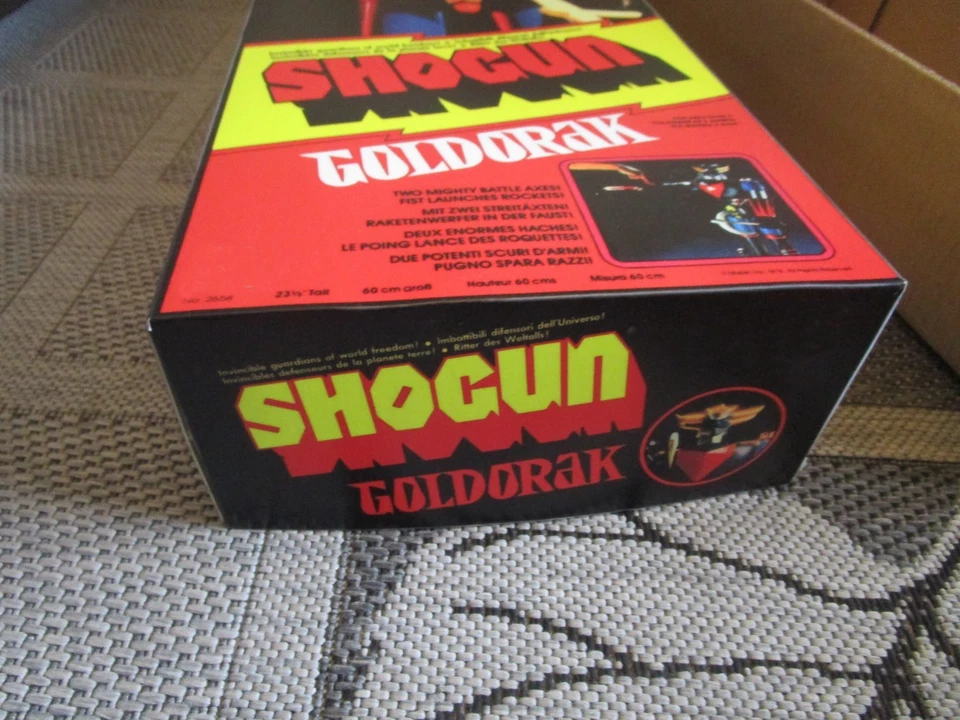 SHOGUN
GOLDORAK
TWO MIGHTY BATTLE AXES!
FIST LAUNCHES ROCKETS!
MIT ZWEI STREITÄXTEN!
RAKETENWERFER IN DER FAUST!
DEUX ENORMES HACHES!
LE POING LANCE DES ROQUETTES!
DUE POTENTI SCURI D'ARMI!
PUGNO SPARA RAZZI!
No. 2658 23½" Tall 60 cm groß Hauteur 60 cms Misura 60 cm
Invincible guardians of world freedom! • Imbattibili difensori dell'Universo!
Invincibles defenseurs de la planete terre! • Ritter des Weltalls!
SHOGUN
GOLDORAK